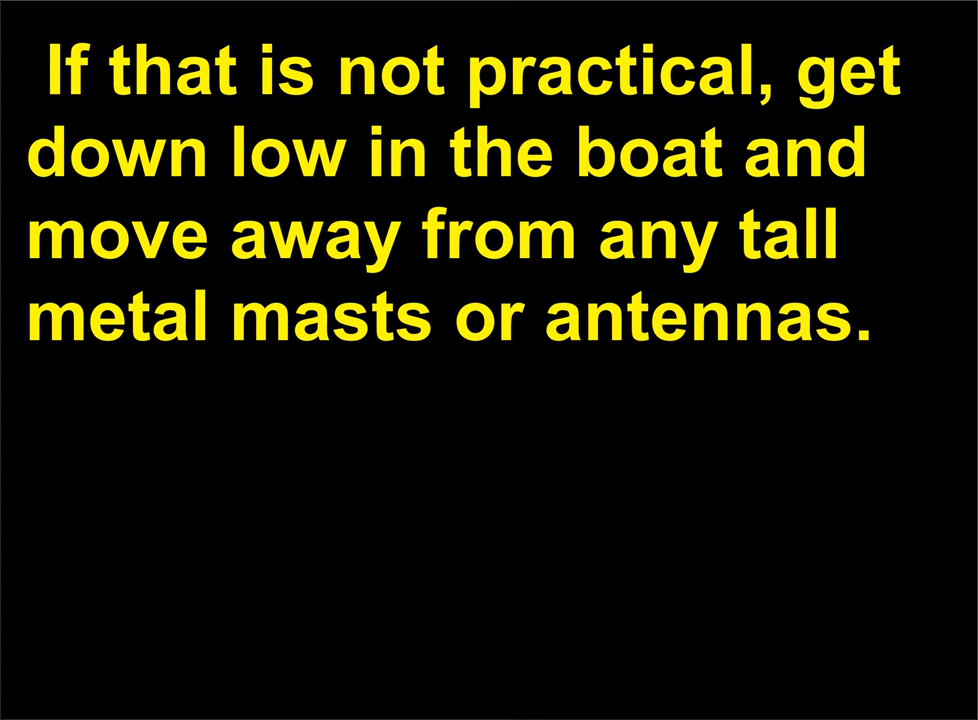 If that is not practical, get
down low in the boat and
move away from any tall
metal masts or antennas.